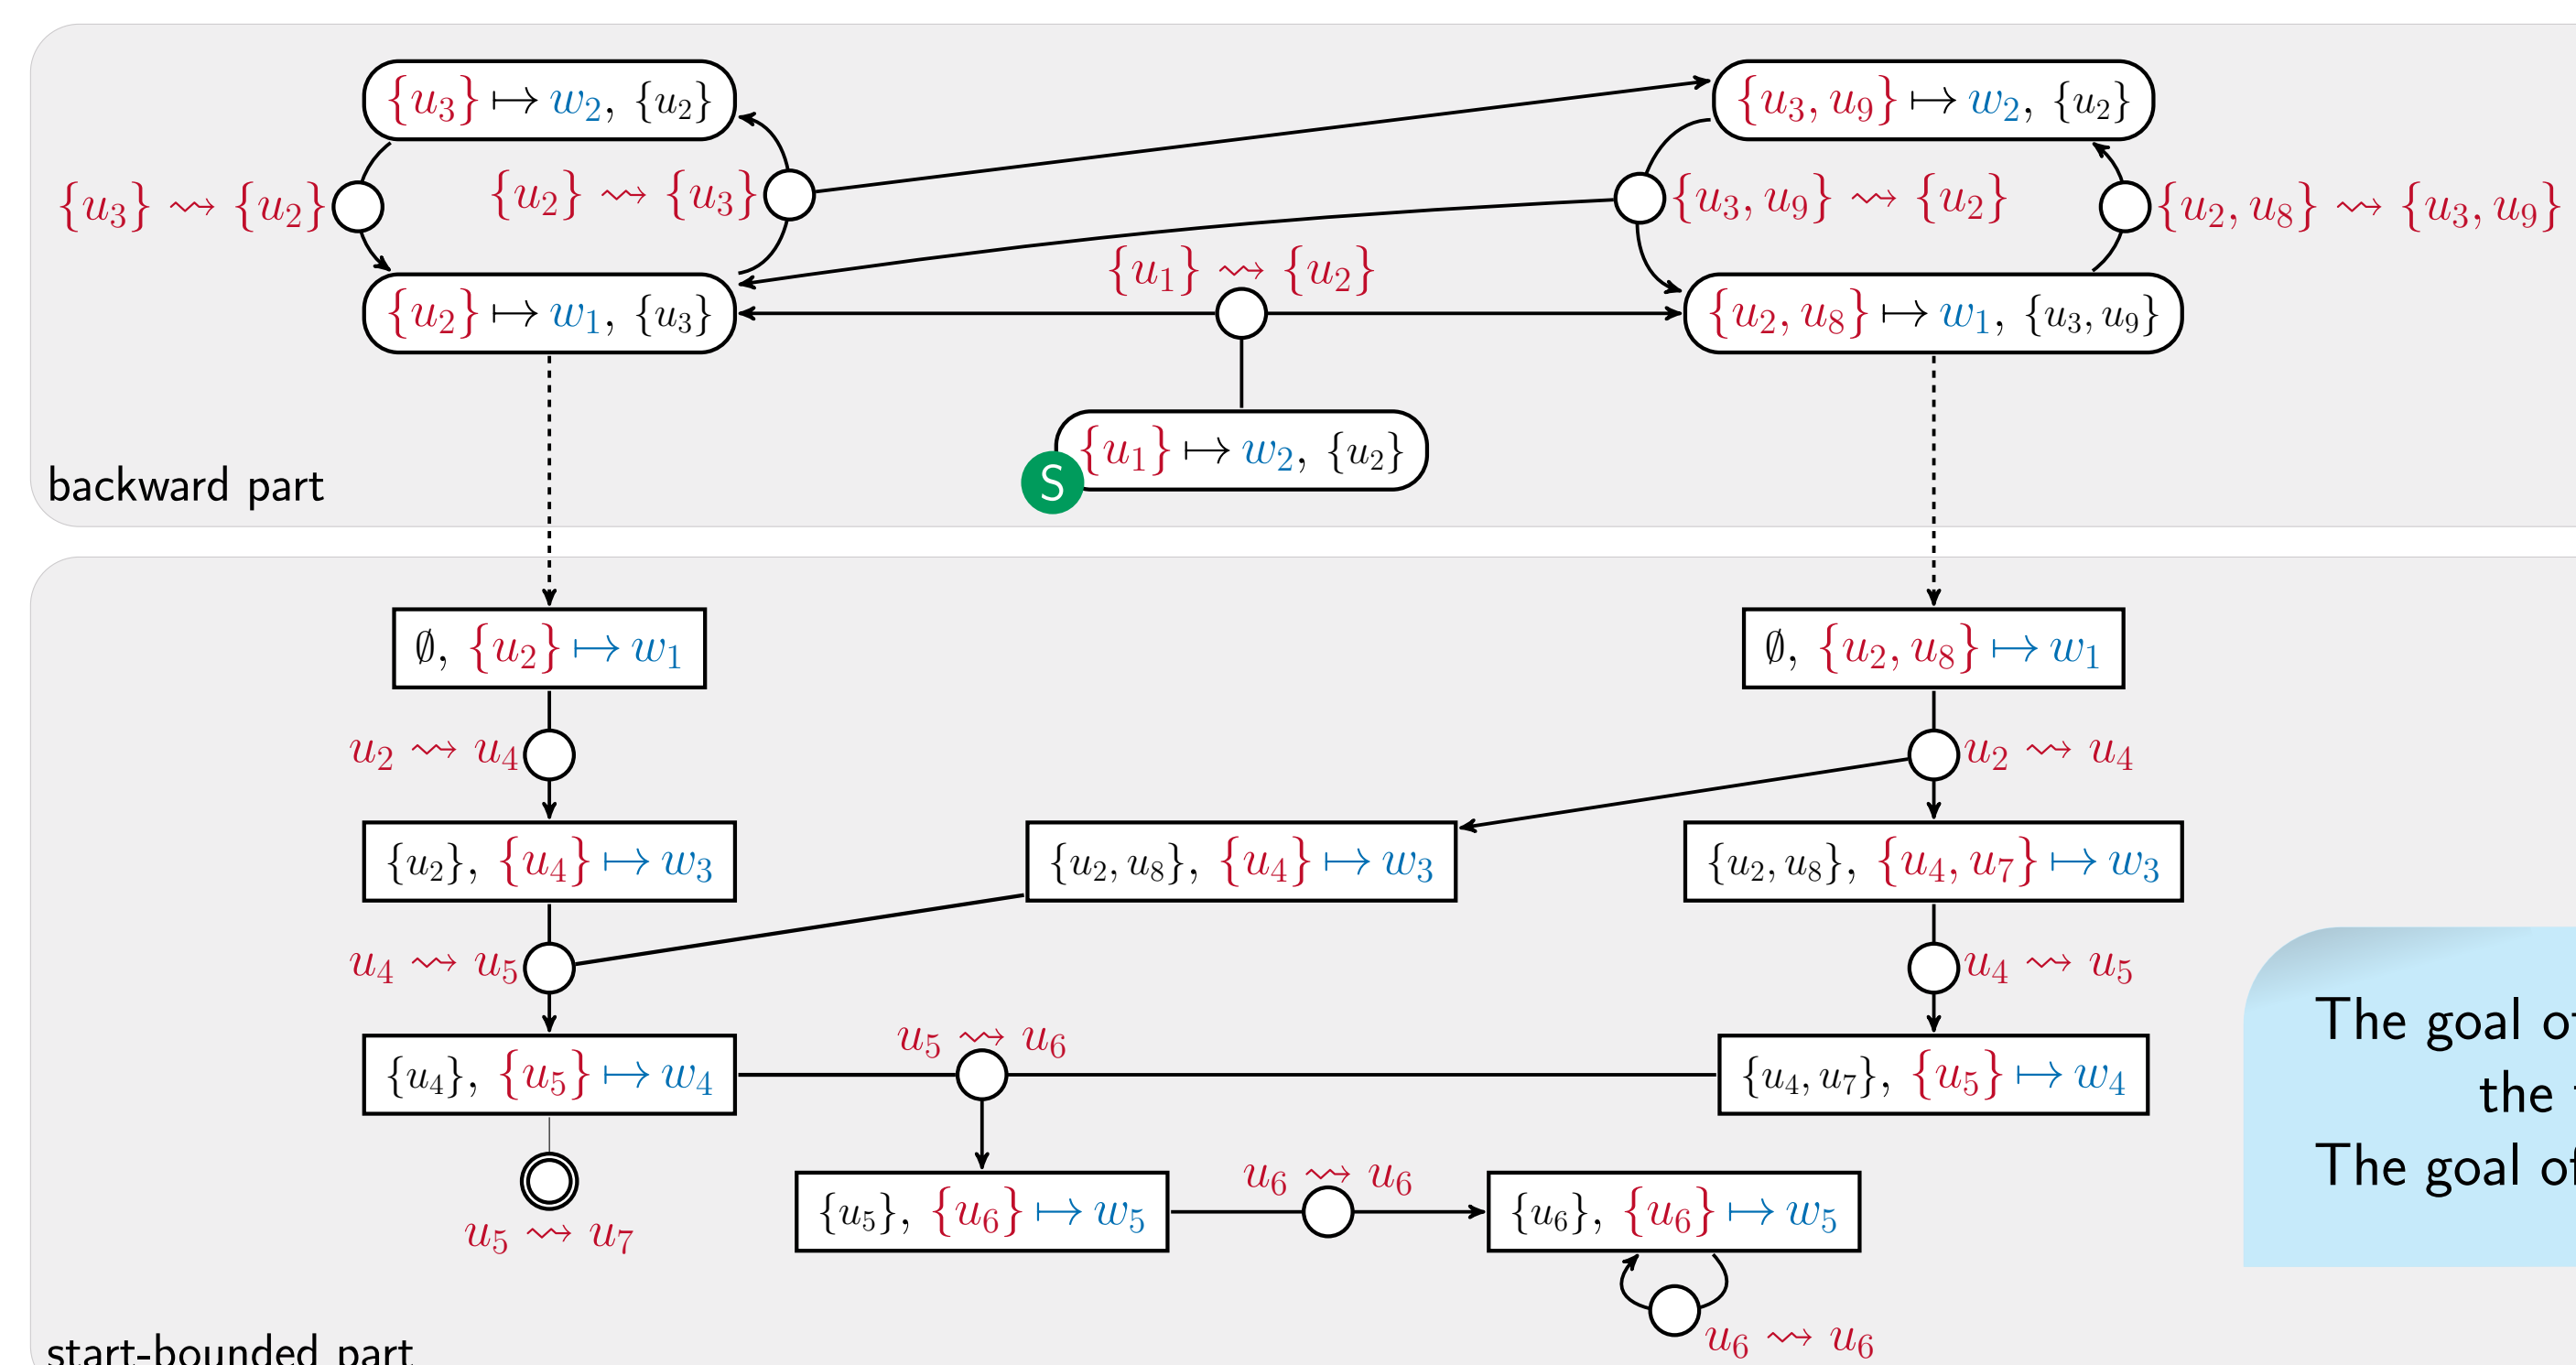 {u₃} ↦ w₂, {u₂}
{u₃, u₉} ↦ w₂, {u₂}
{u₃} ⇝ {u₂}
{u₂} ⇝ {u₃}
{u₃, u₉} ⇝ {u₂}
{u₂, u₈} ⇝ {u₃, u₉}
{u₁} ⇝ {u₂}
{u₂} ↦ w₁, {u₃}
{u₂, u₈} ↦ w₁, {u₃, u₉}
{u₁} ↦ w₂, {u₂}
S
backward part
∅, {u₂} ↦ w₁
∅, {u₂, u₈} ↦ w₁
u₂ ⇝ u₄
u₂ ⇝ u₄
{u₂}, {u₄} ↦ w₃
{u₂, u₈}, {u₄} ↦ w₃
{u₂, u₈}, {u₄, u₇} ↦ w₃
u₄ ⇝ u₅
u₄ ⇝ u₅
u₅ ⇝ u₆
{u₄}, {u₅} ↦ w₄
{u₄, u₇}, {u₅} ↦ w₄
u₅ ⇝ u₇
{u₅}, {u₆} ↦ w₅
u₆ ⇝ u₆
{u₆}, {u₆} ↦ w₅
u₆ ⇝ u₆
The goal of
the
The goal of
start-bounded part